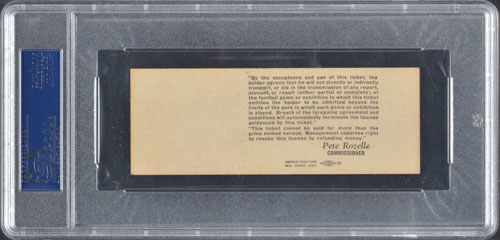 "By the acceptance and use of this ticket, the
holder agrees that he will not directly or indirectly
transmit, or aid in the transmission of any report,
account, or result (either partial or complete), of
the football game or exhibition to which this ticket
entitles the holder to be admitted beyond the
limits of the park in which such game or exhibition
is played. Breach of the foregoing agreement and
conditions will automatically terminate the license
evidenced by this ticket."
"This ticket cannot be sold for more than the
price named hereon. Management reserves right
to revoke this license by refunding money."
Pete Rozelle
COMMISSIONER